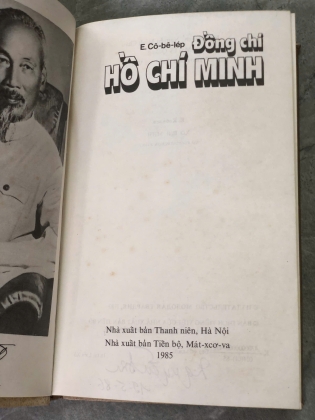 E. Cô-bê-lép Đồng chí
HỒ CHÍ MINH
Nhà xuất bản Thanh niên, Hà Nội
Nhà xuất bản Tiến bộ, Mát-xcơ-va
1985